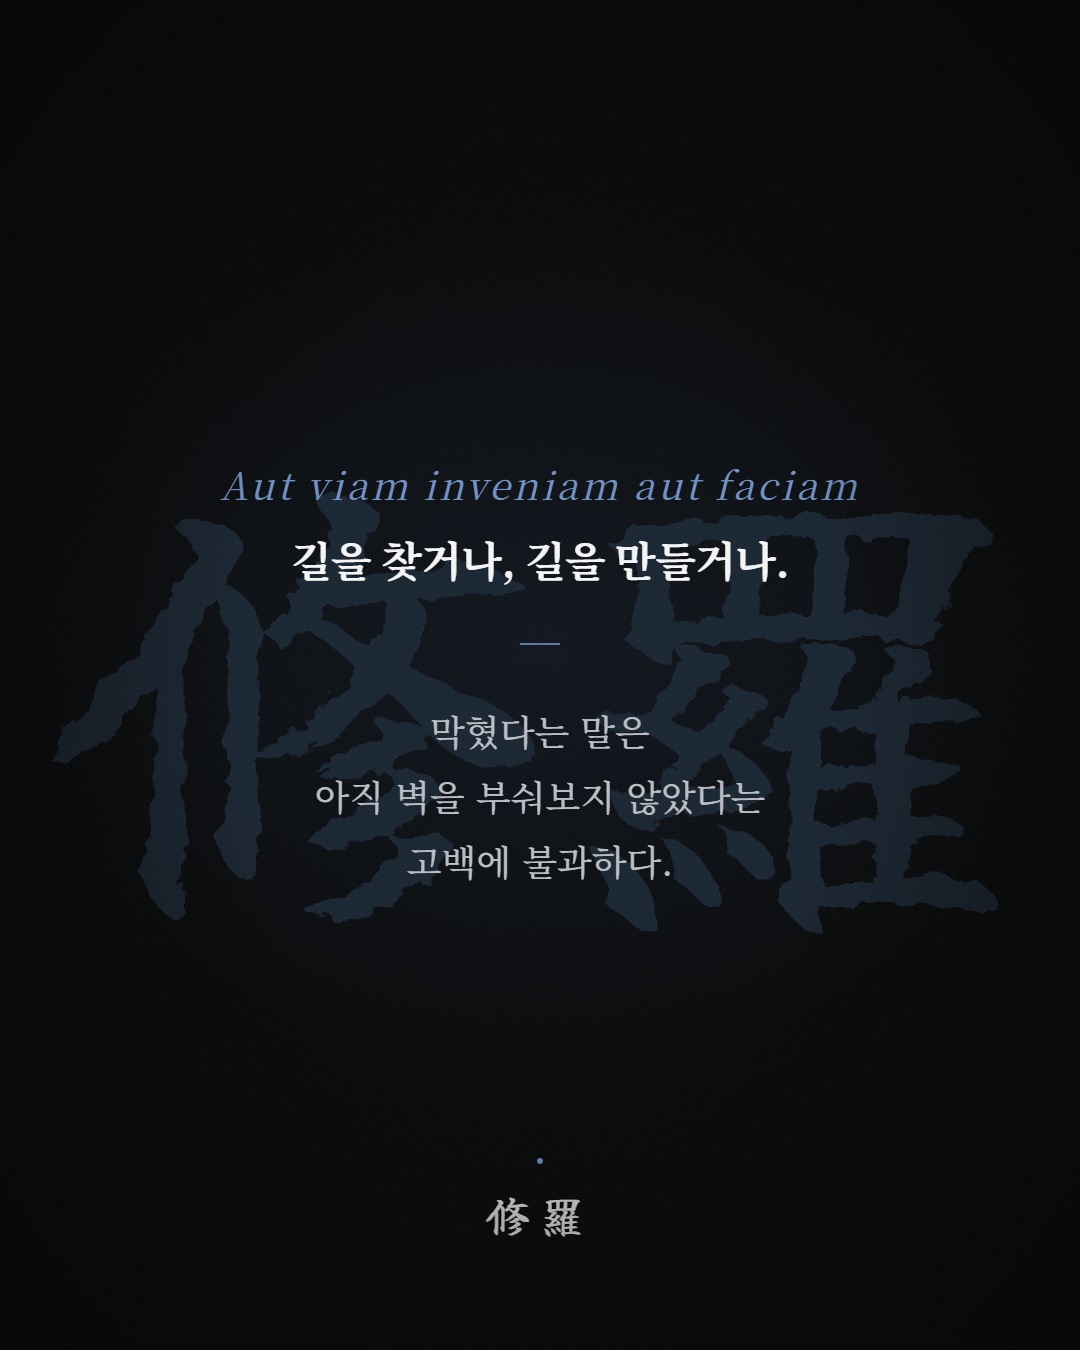 Aut viam inveniam aut faciam
길을 찾거나, 길을 만들거나.
修羅
막혔다는 말은
아직 벽을 부숴보지 않았다는
고백에 불과하다.
修羅